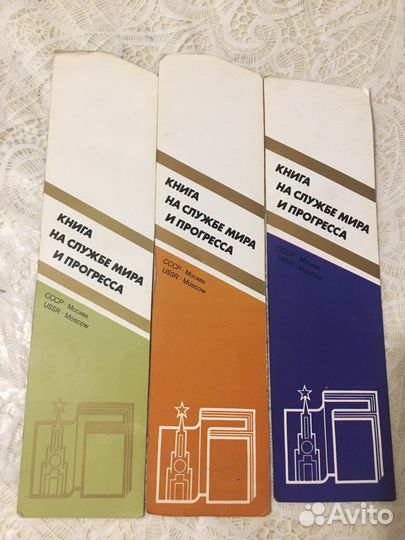 КНИГА
НА СЛУЖБЕ МИРА
И ПРОГРЕССА
СССР · Москва
USSR · Moscow
КНИГА
НА СЛУЖБЕ МИРА
И ПРОГРЕССА
СССР · Москва
USSR · Moscow
КНИГА
НА СЛУЖБЕ МИРА
И ПРОГРЕССА
СССР · Москва
USSR · Moscow
Avito